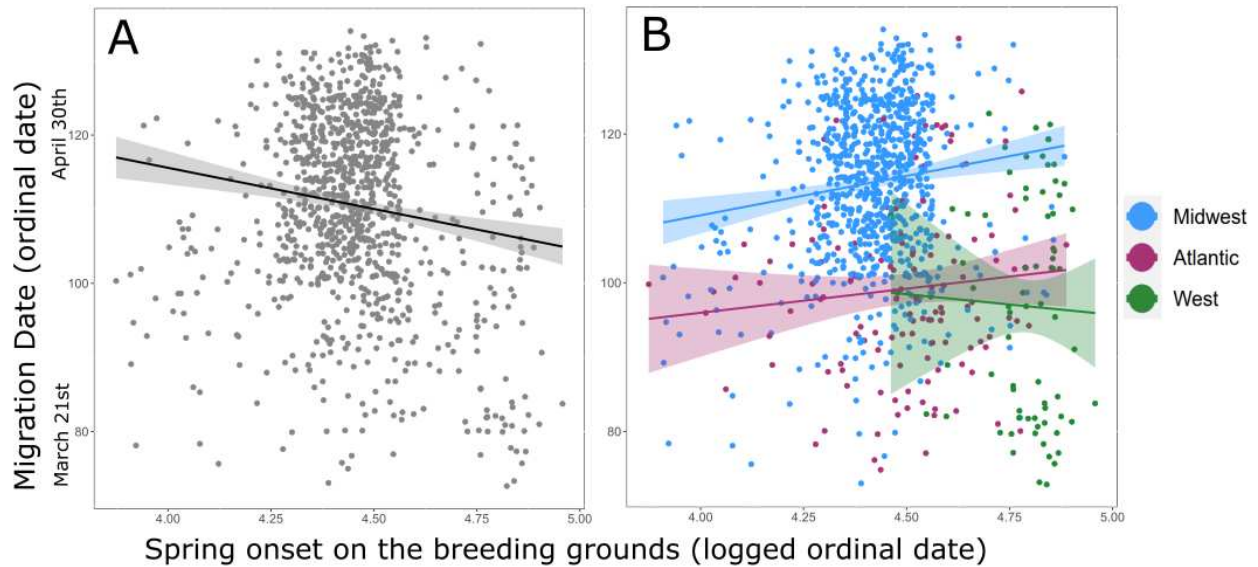 A
B
Migration Date (ordinal date)
April 30th
March 21st
120
100
80
4.00
4.25
4.50
4.75
5.00
120
100
80
4.00
4.25
4.50
4.75
5.00
Midwest
Atlantic
West
Spring onset on the breeding grounds (logged ordinal date)